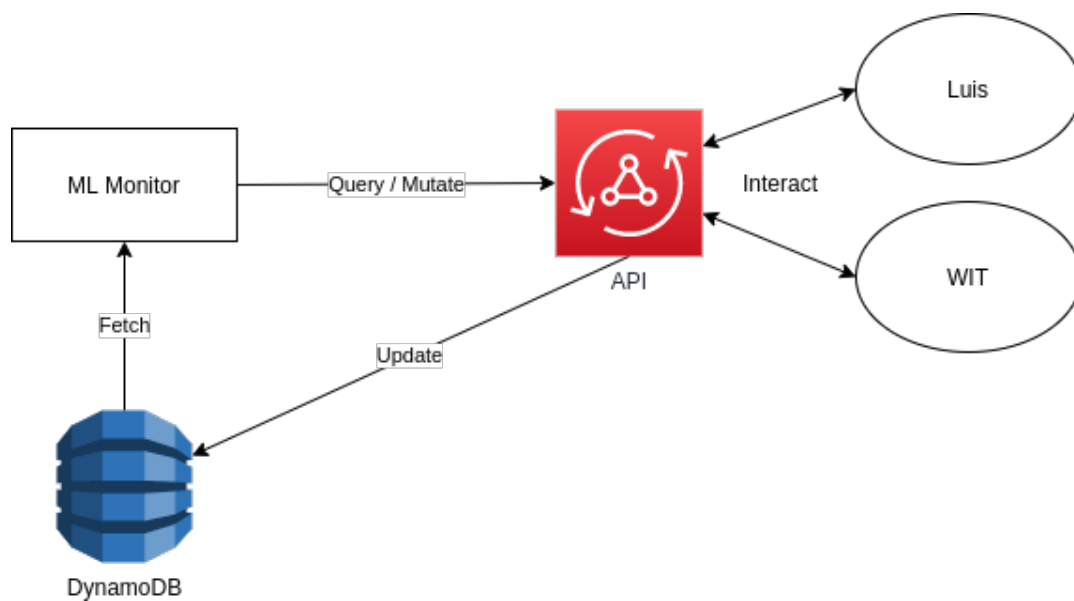 Luis
ML Monitor
Query / Mutate
Interact
API
WIT
Fetch
Update
DynamoDB